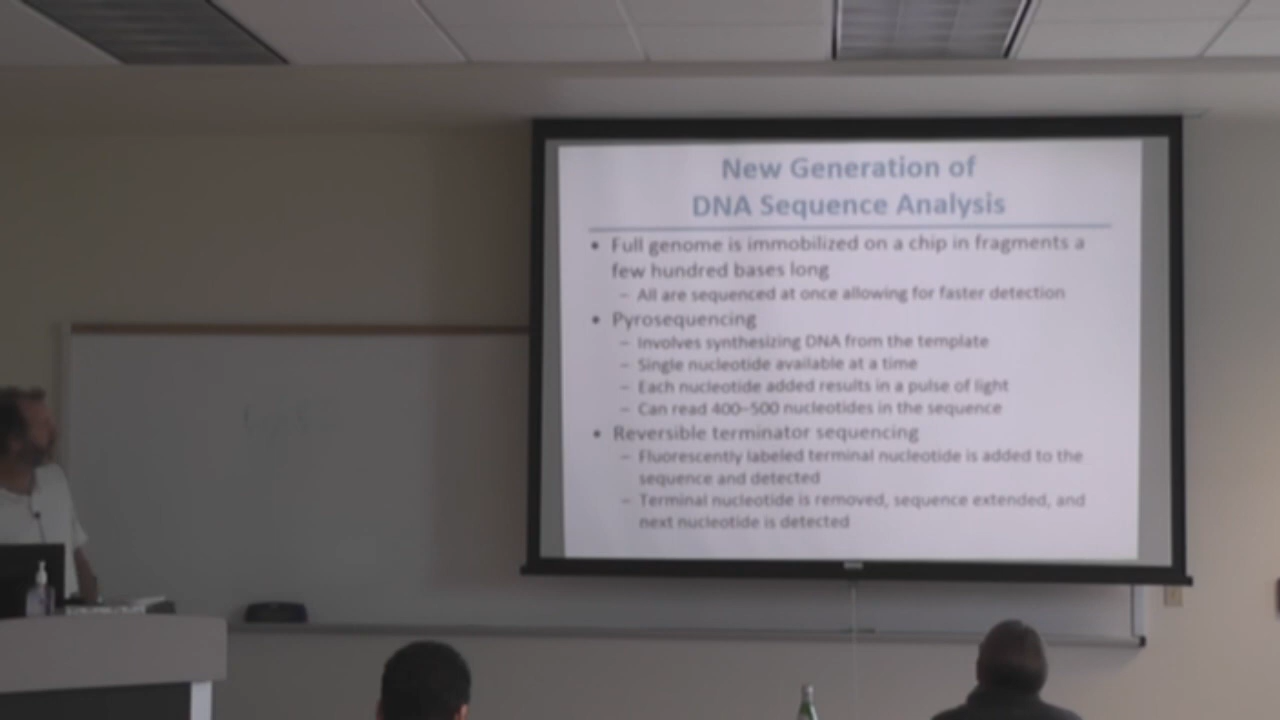 New Generation of
DNA Sequence Analysis
• Full genome is immobilized on a chip in fragments a
few hundred bases long
– All are sequenced at once allowing for faster detection
• Pyrosequencing
– Involves synthesizing DNA from the template
– Single nucleotide available at a time
– Each nucleotide added results in a pulse of light
– Can read 400–500 nucleotides in the sequence
• Reversible terminator sequencing
– Fluorescently labeled terminal nucleotide is added to the
sequence and detected
– Terminal nucleotide is removed, sequence extended, and
next nucleotide is detected